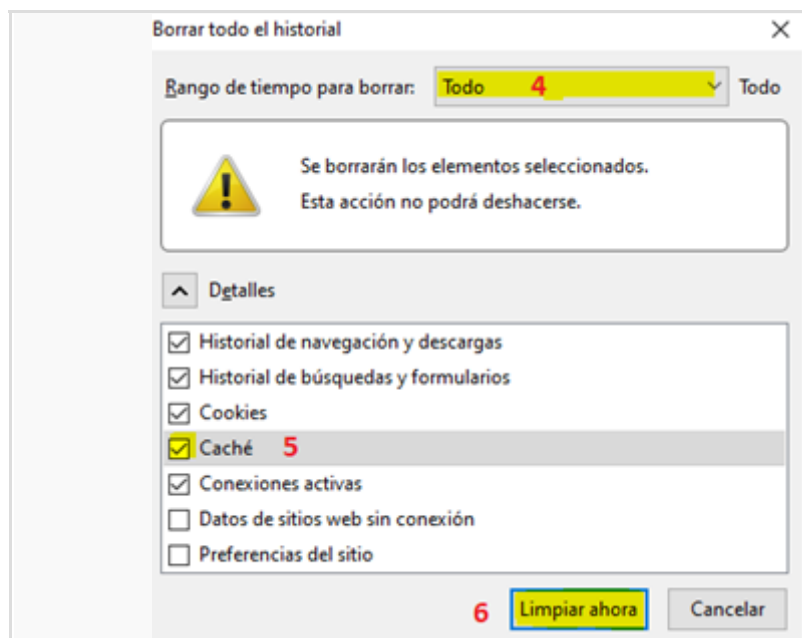 Borrar todo el historial
Rango de tiempo para borrar: Todo 4 Todo
Se borrarán los elementos seleccionados.
Esta acción no podrá deshacerse.
Detalles
Historial de navegación y descargas
Historial de búsquedas y formularios
Cookies
Caché 5
Conexiones activas
Datos de sitios web sin conexión
Preferencias del sitio
6 Limpiar ahora Cancelar